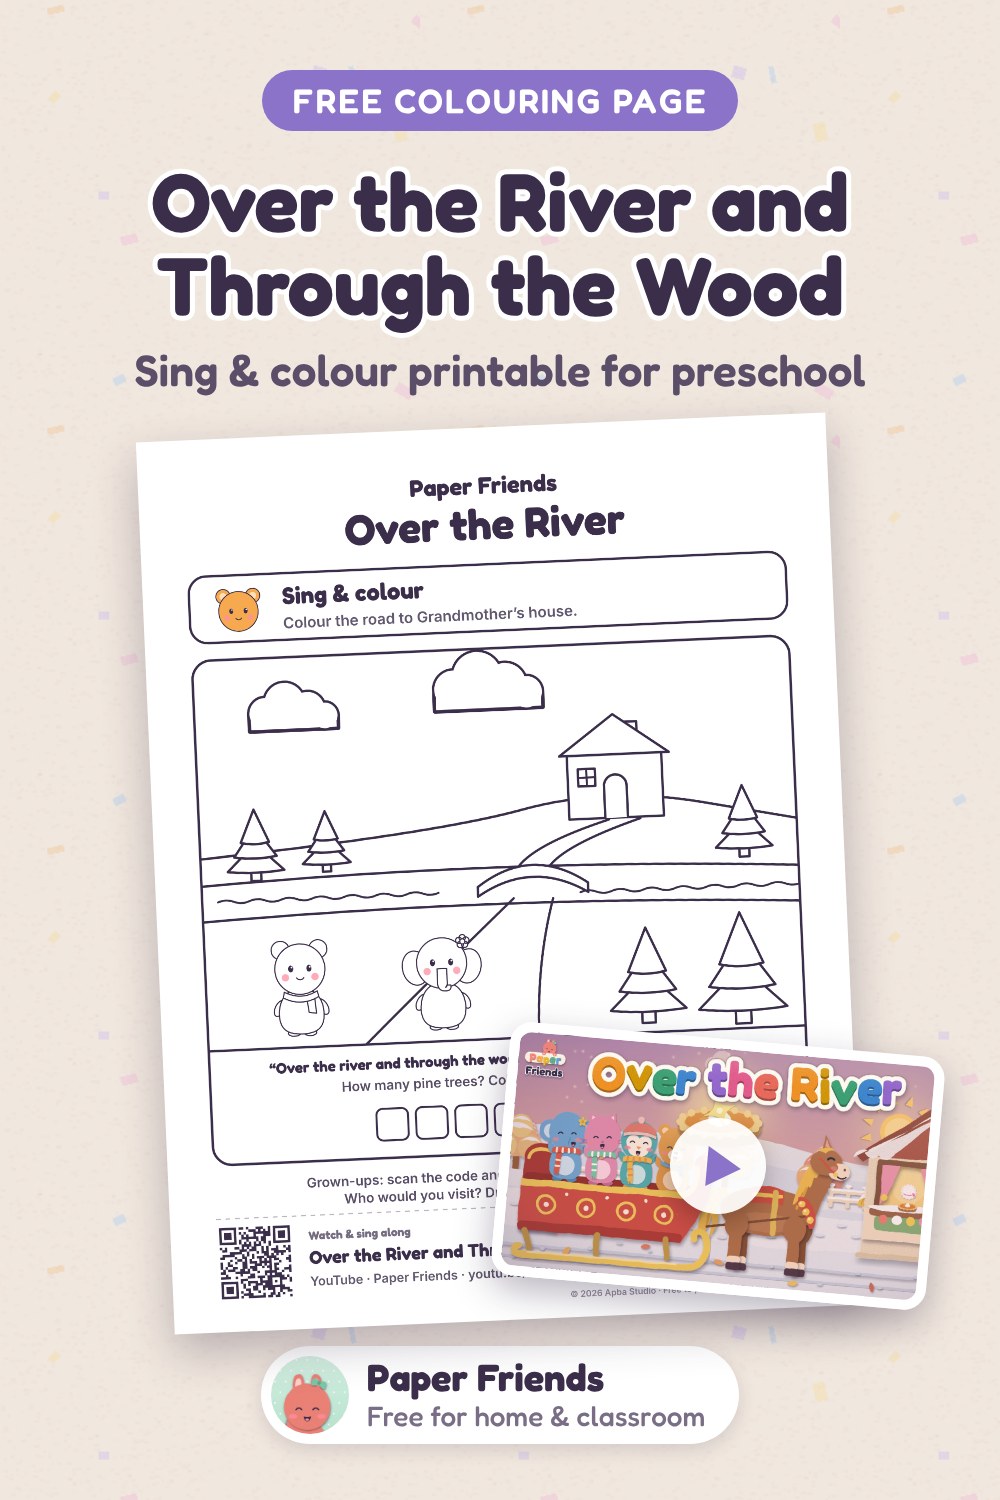 FREE COLOURING PAGE
Over the River and
Through the Wood
Sing & colour printable for preschool
Paper Friends
Over the River
Sing & colour
Colour the road to Grandmother's house.
"Over the river and through the
How many pine trees?
Grown-ups: scan the code
Who would you visit?
Watch & sing along
Over the River and
YouTube · Paper Friends ·
© 2026 Apba Studio ·
Paper
Friends
Over the River
Paper Friends
Free for home & classroom